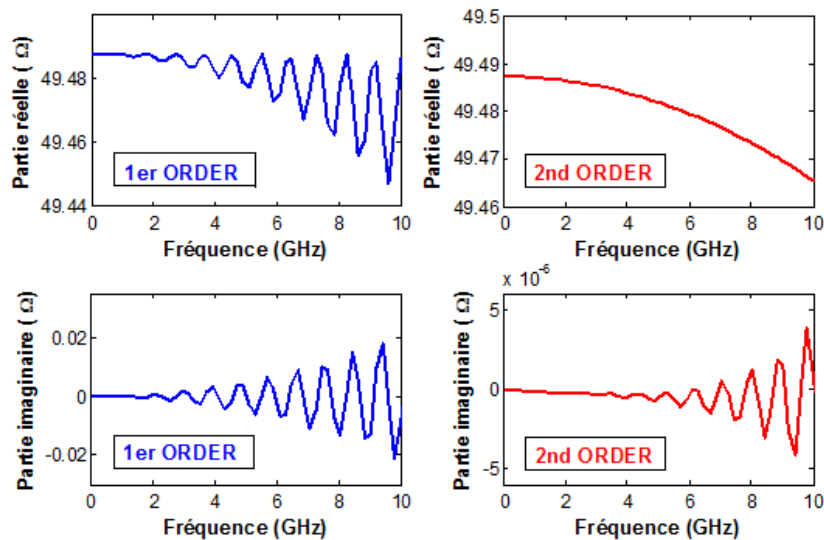 Partie réelle ( Ω)
49.48
49.46
49.44
0 2 4 6 8 10
1er ORDER
Fréquence (GHz)
Partie réelle ( Ω)
49.5
49.49
49.48
49.47
49.46
0 2 4 6 8 10
2nd ORDER
Fréquence (GHz)
Partie imaginaire ( Ω)
0.02
0
-0.02
0 2 4 6 8 10
1er ORDER
Fréquence (GHz)
Partie imaginaire ( Ω)
x 10⁻⁶
5
0
-5
0 2 4 6 8 10
2nd ORDER
Fréquence (GHz)